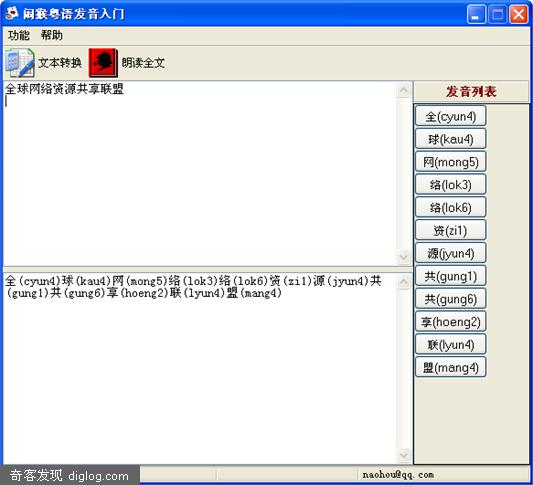 闹猴粤语发音入门
功能 帮助
文本转换 朗读全文
全球网络资源共享联盟
发音列表
全(cyun4)
球(kau4)
网(mong5)
络(lok3)
络(lok6)
资(zi1)
源(jyun4)
共(gung1)
共(gung6)
享(hoeng2)
联(lyun4)
盟(mang4)
全(cyun4)球(kau4)网(mong5)络(lok3)络(lok6)资(zi1)源(jyun4)共
(gung1)共(gung6)享(hoeng2)联(lyun4)盟(mang4)
奇客发现 diglog.com
naohou@qq.com